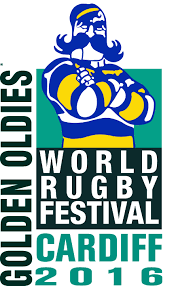 GOLDEN OLDIES
WORLD
RUGBY
FESTIVAL
CARDIFF
2016